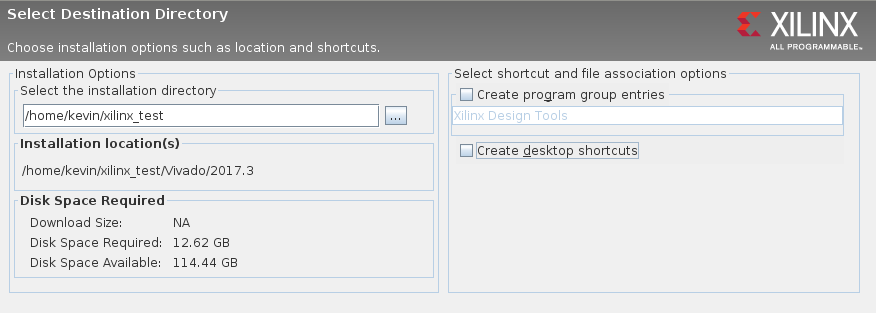 Select Destination Directory
Choose installation options such as location and shortcuts.
XILINX
ALL PROGRAMMABLE™
Installation Options
Select the installation directory
/home/kevin/xilinx_test
...
Installation location(s)
/home/kevin/xilinx_test/Vivado/2017.3
Disk Space Required
Download Size: NA
Disk Space Required: 12.62 GB
Disk Space Available: 114.44 GB
Select shortcut and file association options
Create program group entries
Xilinx Design Tools
Create desktop shortcuts